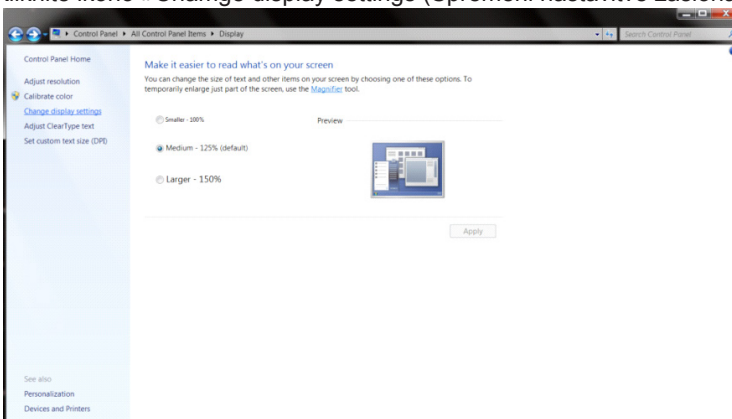 Control Panel ▸ All Control Panel Items ▸ Display
Search Control Panel
Control Panel Home
Adjust resolution
Calibrate color
Change display settings
Adjust ClearType text
Set custom text size (DPI)
Make it easier to read what's on your screen
You can change the size of text and other items on your screen by choosing one of these options. To
temporarily enlarge just part of the screen, use the Magnifier tool.
Smaller - 100%
Preview
Medium - 125% (default)
Larger - 150%
Apply
See also
Personalization
Devices and Printers